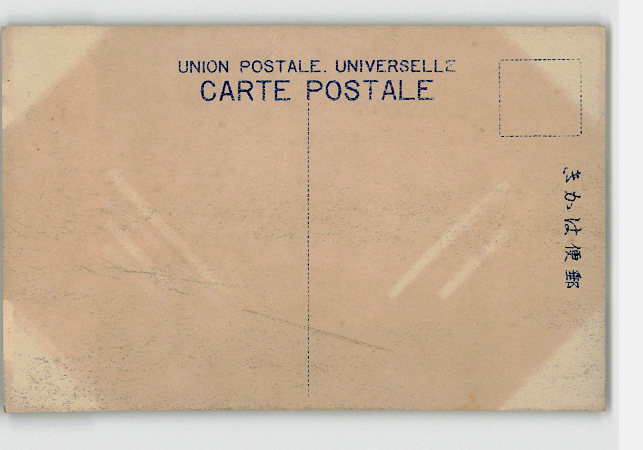 UNION POSTALE. UNIVERSELLE
CARTE POSTALE
きかは便郵